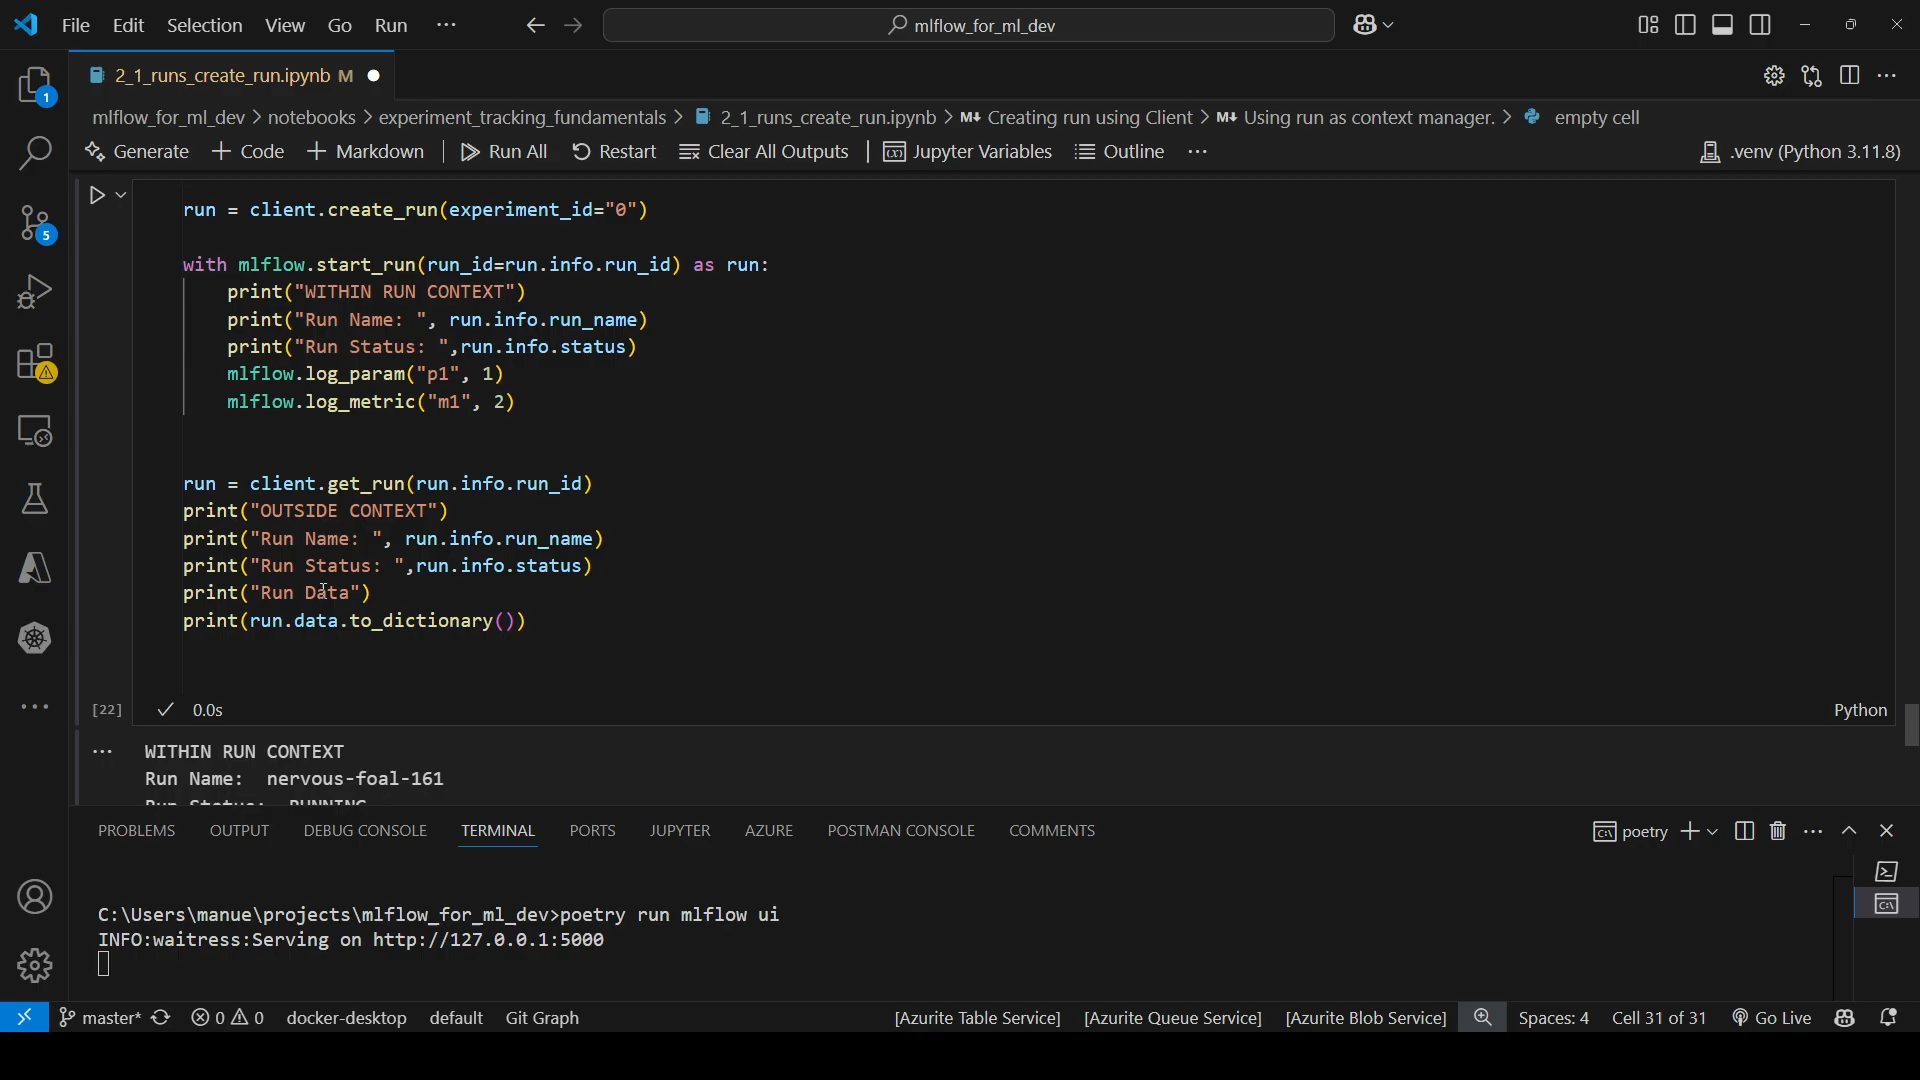 File Edit Selection View Go Run ··· mlflow_for_ml_dev
2_1_runs_create_run.ipynb M
mlflow_for_ml_dev > notebooks > experiment_tracking_fundamentals > 2_1_runs_create_run.ipynb > M↓ Creating run using Client > M↓ Using run as context manager. > empty cell
Generate + Code + Markdown Run All Restart Clear All Outputs Jupyter Variables Outline ··· .venv (Python 3.11.8)
1
5
run = client.create_run(experiment_id="0")
with mlflow.start_run(run_id=run.info.run_id) as run:
print("WITHIN RUN CONTEXT")
print("Run Name: ", run.info.run_name)
print("Run Status: ",run.info.status)
mlflow.log_param("p1", 1)
mlflow.log_metric("m1", 2)
run = client.get_run(run.info.run_id)
print("OUTSIDE CONTEXT")
print("Run Name: ", run.info.run_name)
print("Run Status: ",run.info.status)
print("Run Data")
print(run.data.to_dictionary())
[22] ✓ 0.0s Python
··· WITHIN RUN CONTEXT
Run Name: nervous-foal-161
Run Status: RUNNING
PROBLEMS OUTPUT DEBUG CONSOLE TERMINAL PORTS JUPYTER AZURE POSTMAN CONSOLE COMMENTS poetry
C:\Users\manue\projects\mlflow_for_ml_dev>poetry run mlflow ui
INFO:waitress:Serving on http://127.0.0.1:5000
master* 0 0 docker-desktop default Git Graph [Azurite Table Service] [Azurite Queue Service] [Azurite Blob Service] Spaces: 4 Cell 31 of 31 Go Live